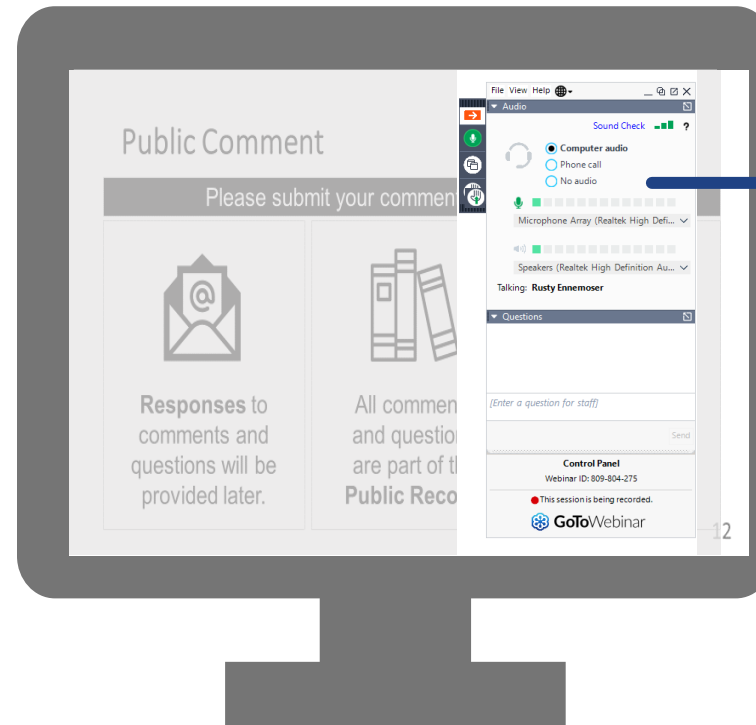 Public Comment
Please submit your commen
Responses to
comments and
questions will be
provided later.
All commen
and questio
are part of t
Public Reco
File View Help
Audio
Sound Check ?
Computer audio
Phone call
No audio
Microphone Array (Realtek High Defi...
Speakers (Realtek High Definition Au...
Talking: Rusty Ennemoser
Questions
[Enter a question for staff]
Send
Control Panel
Webinar ID: 809-804-275
This session is being recorded.
GoToWebinar
12